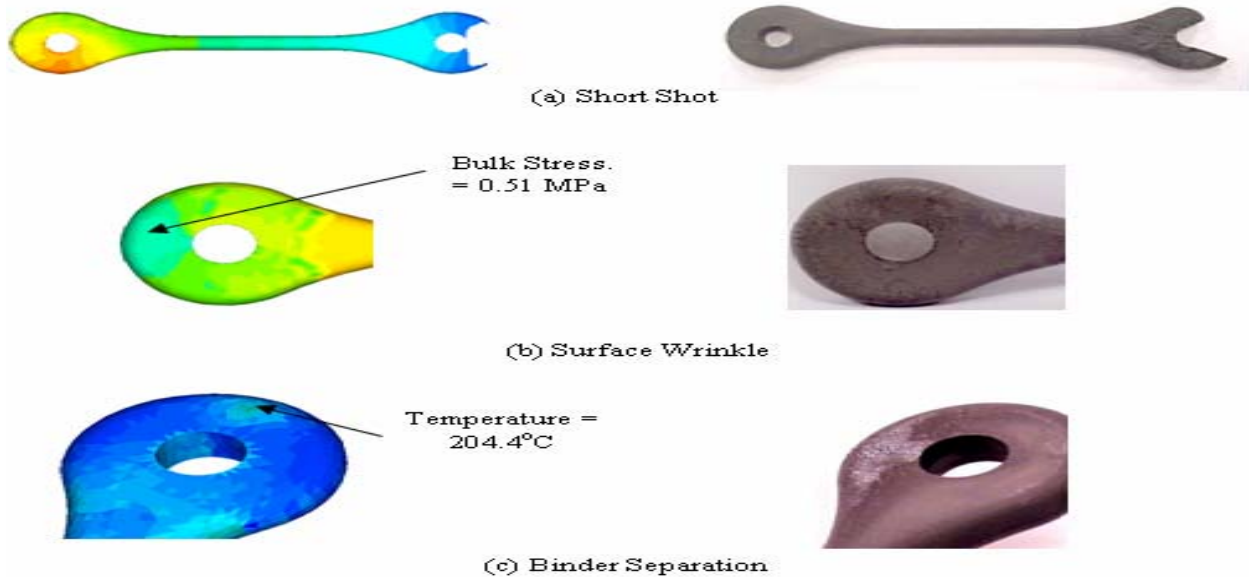 (a) Short Shot
Bulk Stress.
= 0.51 MPa
(b) Surface Wrinkle
Temperature =
204.4°C
(c) Binder Separation